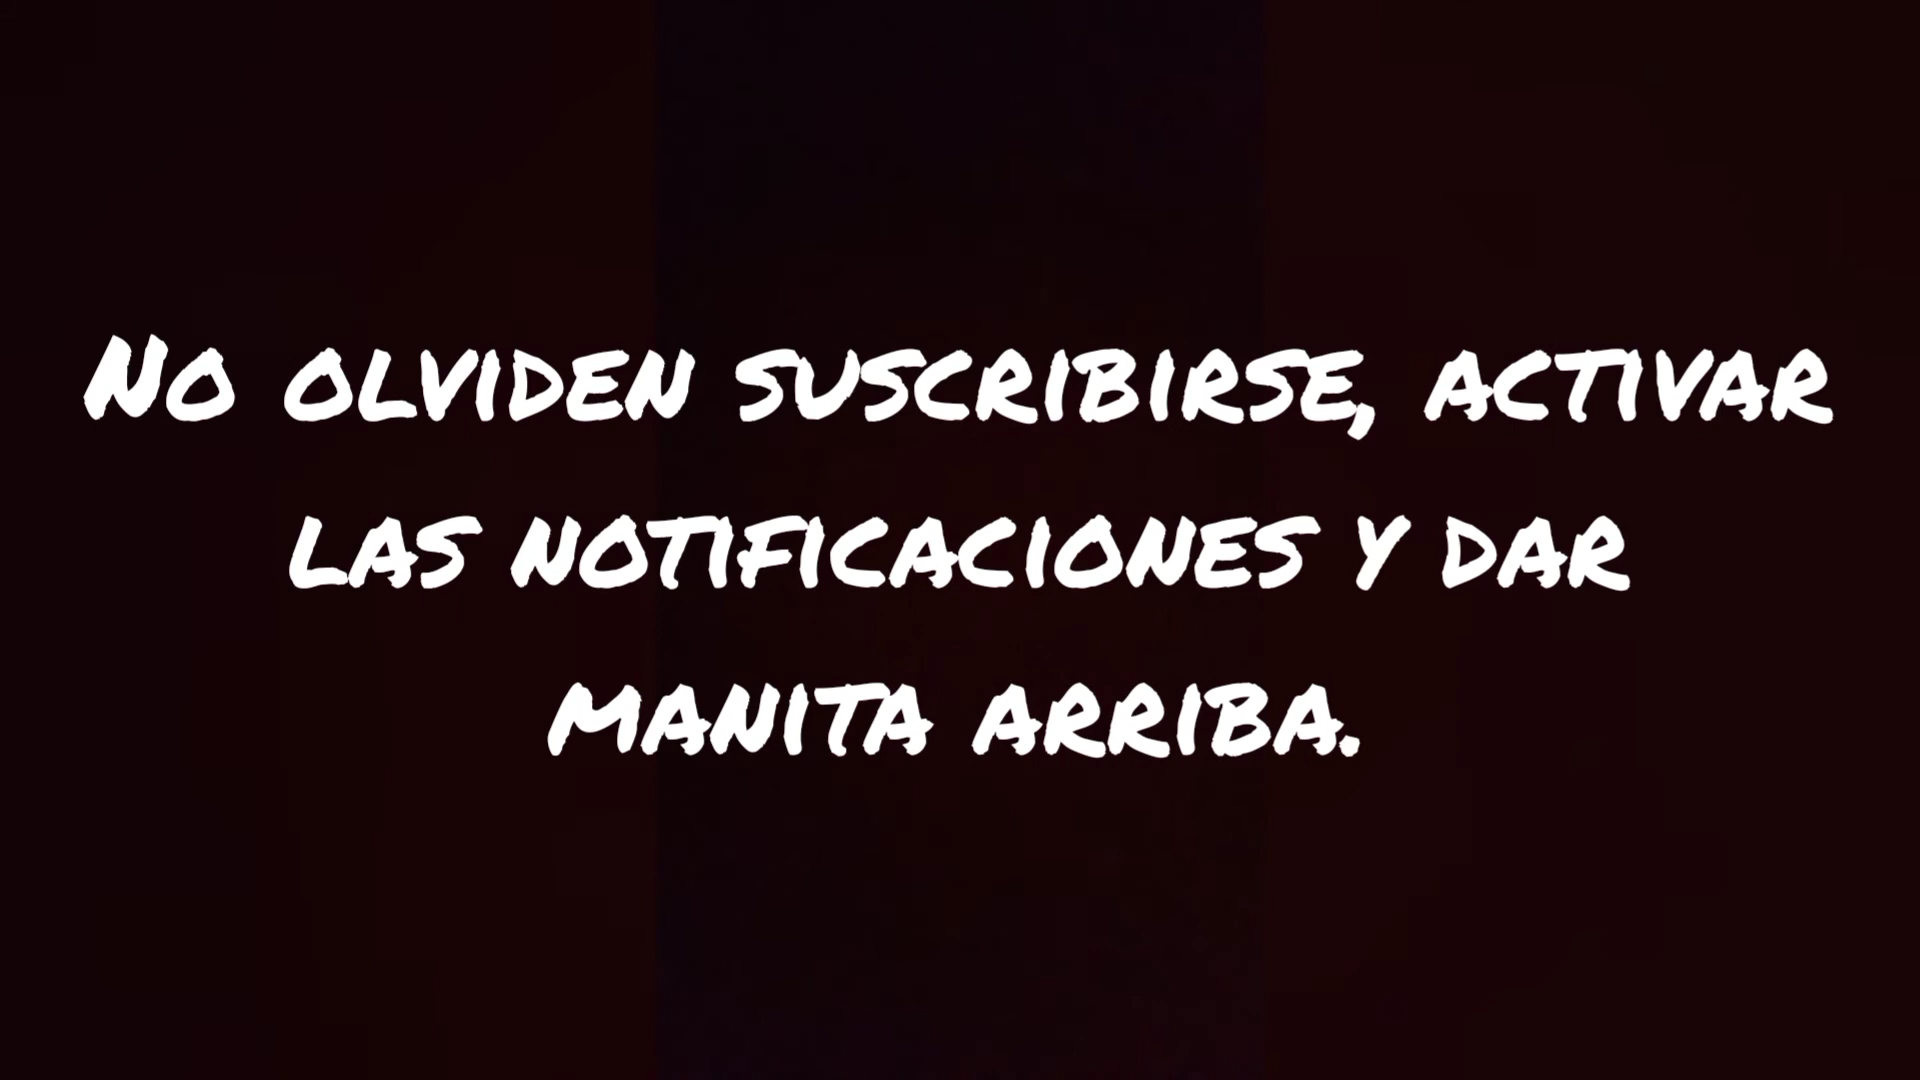 No olviden suscribirse, activar
las notificaciones y dar
manita arriba.